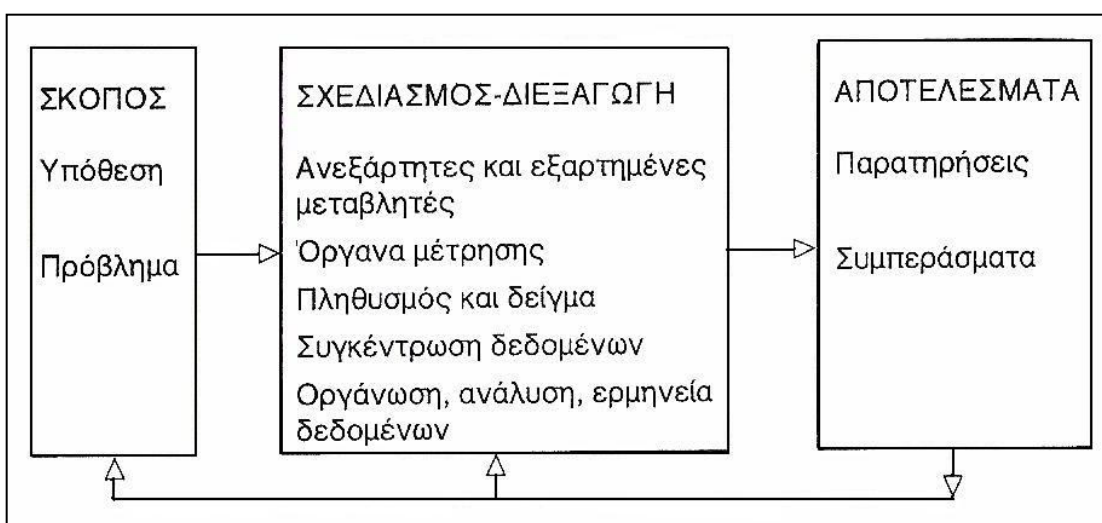 ΣΚΟΠΟΣ
Υπόθεση
Πρόβλημα
ΣΧΕΔΙΑΣΜΟΣ-ΔΙΕΞΑΓΩΓΗ
Ανεξάρτητες και εξαρτημένες
μεταβλητές
Όργανα μέτρησης
Πληθυσμός και δείγμα
Συγκέντρωση δεδομένων
Οργάνωση, ανάλυση, ερμηνεία
δεδομένων
ΑΠΟΤΕΛΕΣΜΑΤΑ
Παρατηρήσεις
Συμπεράσματα